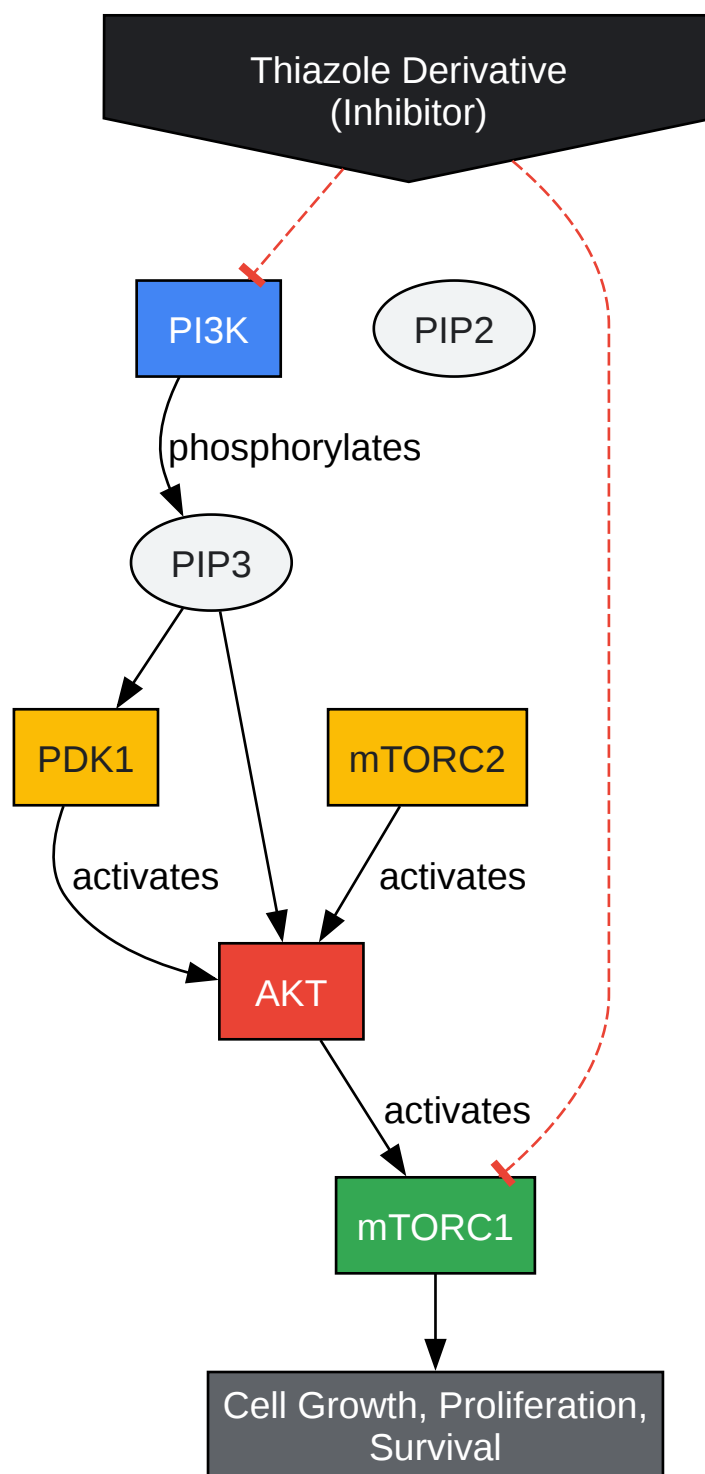 Thiazole Derivative
(Inhibitor)
PI3K
PIP2
phosphorylates
PIP3
PDK1
mTORC2
activates
activates
AKT
activates
mTORC1
Cell Growth, Proliferation,
Survival